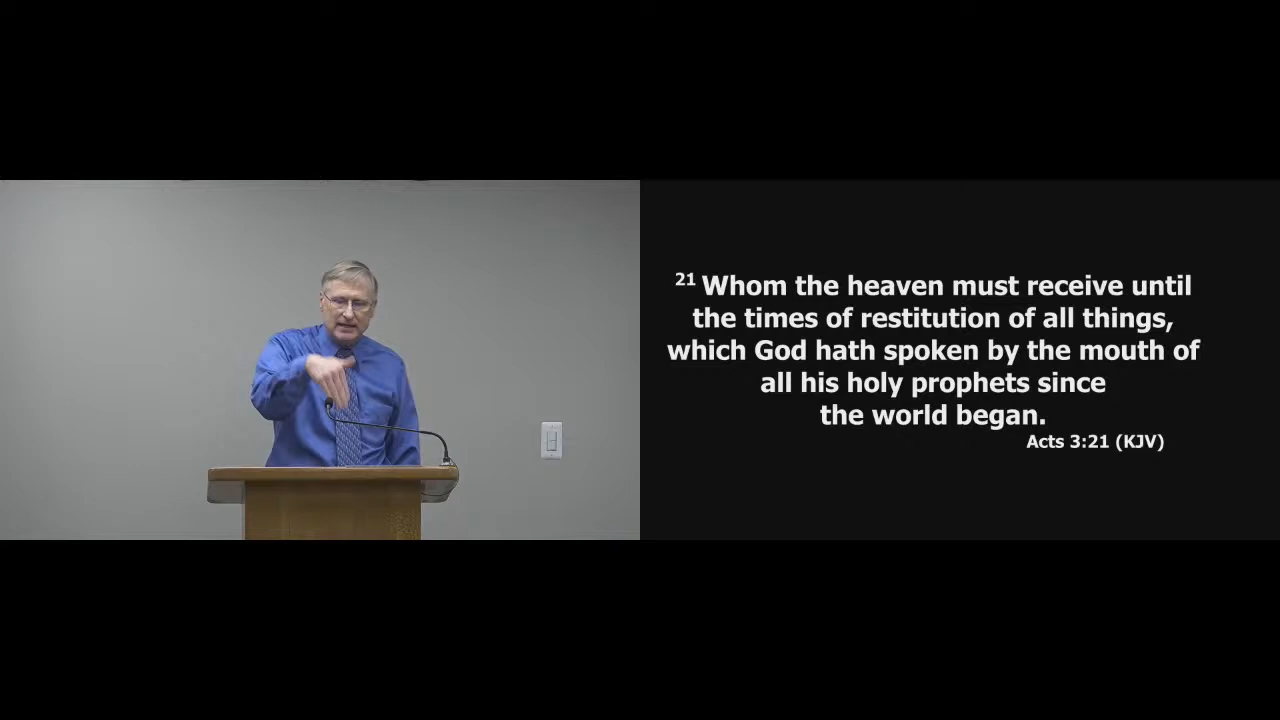 21 Whom the heaven must receive until
the times of restitution of all things,
which God hath spoken by the mouth of
all his holy prophets since
the world began.
Acts 3:21 (KJV)